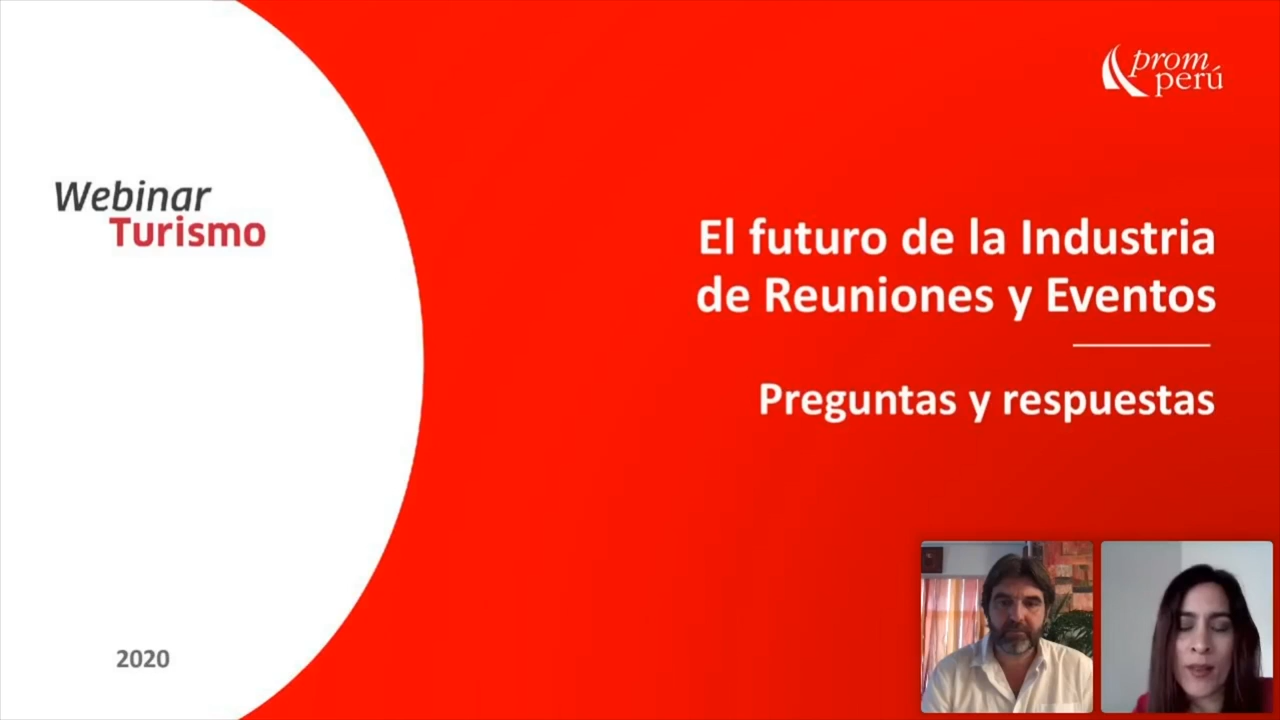 prom
perú
Webinar
Turismo
El futuro de la Industria
de Reuniones y Eventos
Preguntas y respuestas
2020